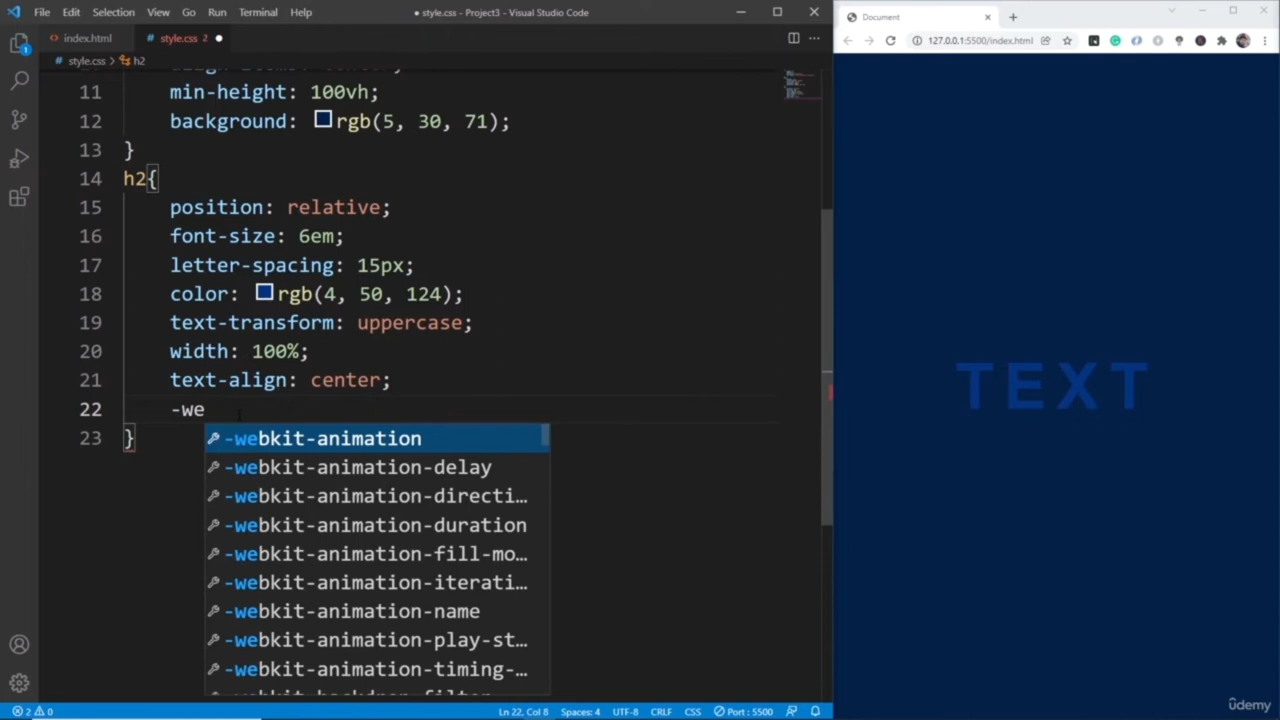 File Edit Selection View Go Run Terminal Help
● style.css - Project3 - Visual Studio Code
Document
index.html
style.css 2
style.css > h2
127.0.0.1:5500/index.html
11 min-height: 100vh;
12 background: rgb(5, 30, 71);
13 }
14 h2{
15 position: relative;
16 font-size: 6em;
17 letter-spacing: 15px;
18 color: rgb(4, 50, 124);
19 text-transform: uppercase;
20 width: 100%;
21 text-align: center;
22 -we
23 }
-webkit-animation
-webkit-animation-delay
-webkit-animation-directi…
-webkit-animation-duration
-webkit-animation-fill-mo…
-webkit-animation-iterati…
-webkit-animation-name
-webkit-animation-play-st…
-webkit-animation-timing-…
TEXT
2 0
Ln 22, Col 8 Spaces: 4 UTF-8 CRLF CSS Port : 5500
ûdemy